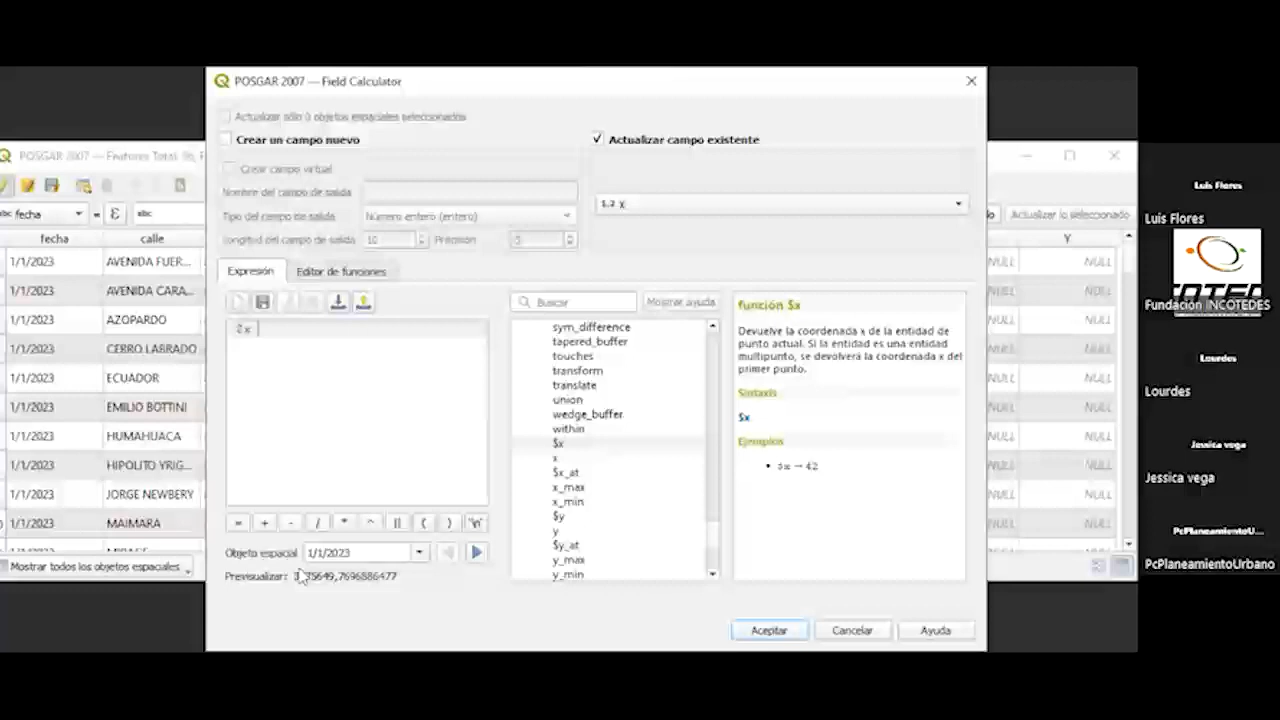 POSGAR 2007 — Field Calculator
Actualizar sólo 0 objetos espaciales seleccionados
Crear un campo nuevo
Actualizar campo existente
Crear campo virtual
Nombre del campo de salida
Tipo del campo de salida
Número entero (entero)
Longitud del campo de salida
10
Precisión
1.2 X
Expresión
Editor de funciones
Buscar
Mostrar ayuda
sym_difference
tapered_buffer
touches
transform
translate
union
wedge_buffer
within
$x
x
$x_at
x_max
x_min
$y
y
$y_at
y_max
y_min
función $x
Devuelve la coordenada x de la entidad de
punto actual. Si la entidad es una entidad
multipunto, se devolverá la coordenada x del
primer punto.
Sintaxis
$x
Ejemplos
$x → 42
= + - / * ^ || ( ) '\n'
Objeto espacial
1/1/2023
Previsualizar:
Aceptar
Cancelar
Ayuda
POSGAR 2007 — Features Total:
abc fecha
= ε
abc
Actualizar lo seleccionado
fecha
calle
Y
1/1/2023 AVENIDA FUER... NULL NULL
1/1/2023 AVENIDA CARA... NULL NULL
1/1/2023 AZOPARDO NULL NULL
1/1/2023 CERRO LABRADO NULL NULL
1/1/2023 ECUADOR NULL NULL
1/1/2023 EMILIO BOTTINI NULL NULL
1/1/2023 HUMAHUACA NULL NULL
1/1/2023 HIPOLITO YRIG... NULL NULL
1/1/2023 JORGE NEWBERY NULL NULL
1/1/2023 MAIMARA NULL NULL
Mostrar todos los objetos espaciales
Luis Flores
Luis Flores
Fundación INCOTEDES
Lourdes
Lourdes
Jessica vega
Jessica vega
PcPlaneamientoU...
PcPlaneamientoUrbano